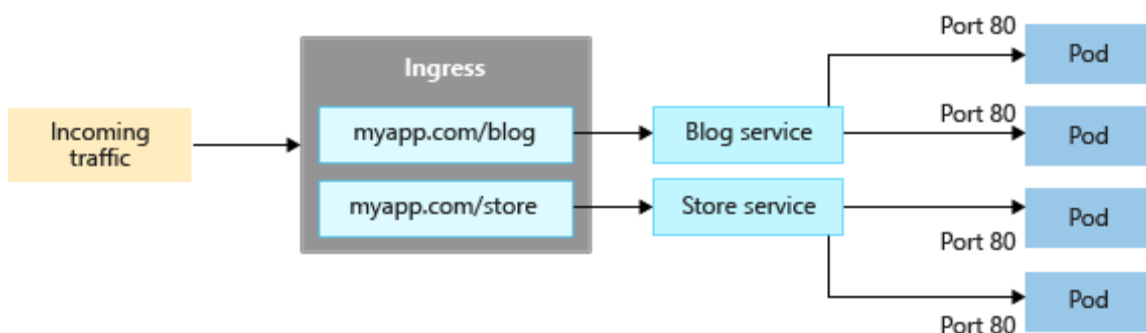 Port 80
Pod
Ingress
Incoming
traffic
myapp.com/blog
Blog service
Port 80
Pod
myapp.com/store
Store service
Pod
Port 80
Pod
Port 80